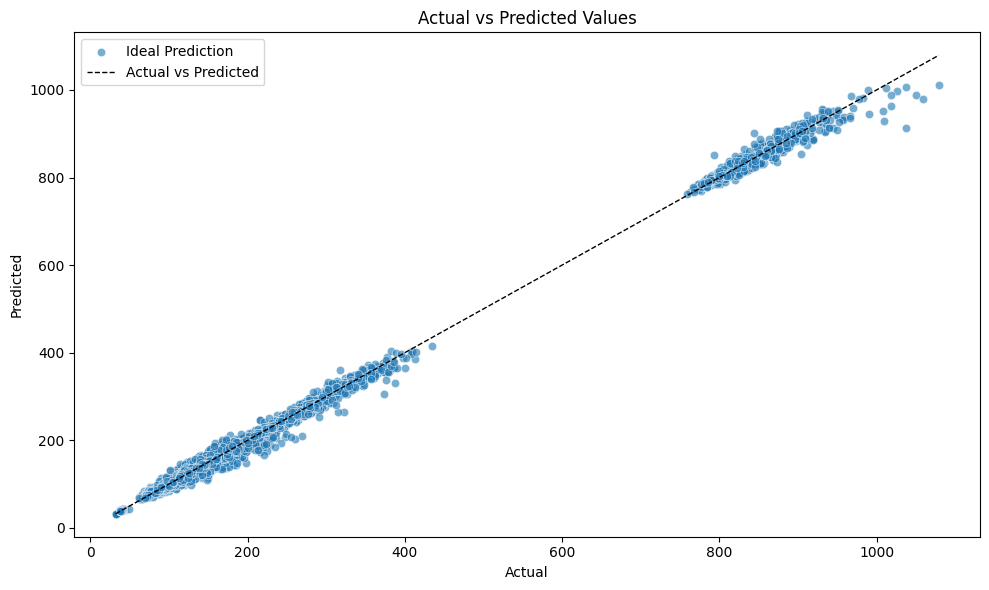 Actual vs Predicted Values
Ideal Prediction
Actual vs Predicted
1000
800
600
400
200
0
Predicted
0 200 400 600 800 1000
Actual